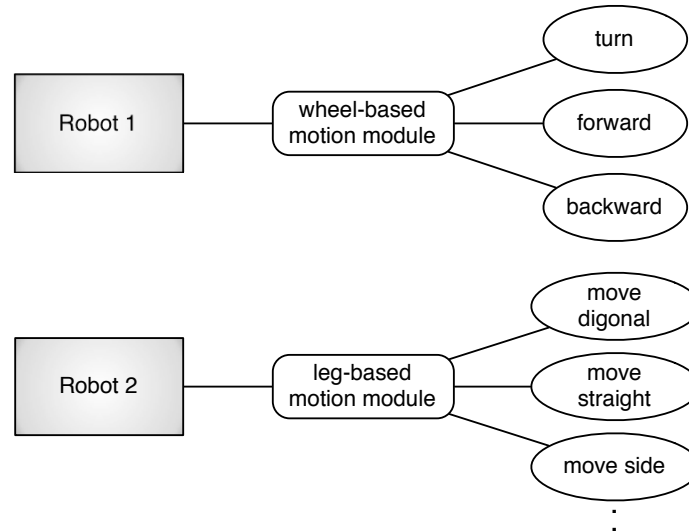 turn
Robot 1
wheel-based
motion module
forward
backward
move
digonal
Robot 2
leg-based
motion module
move
straight
move side